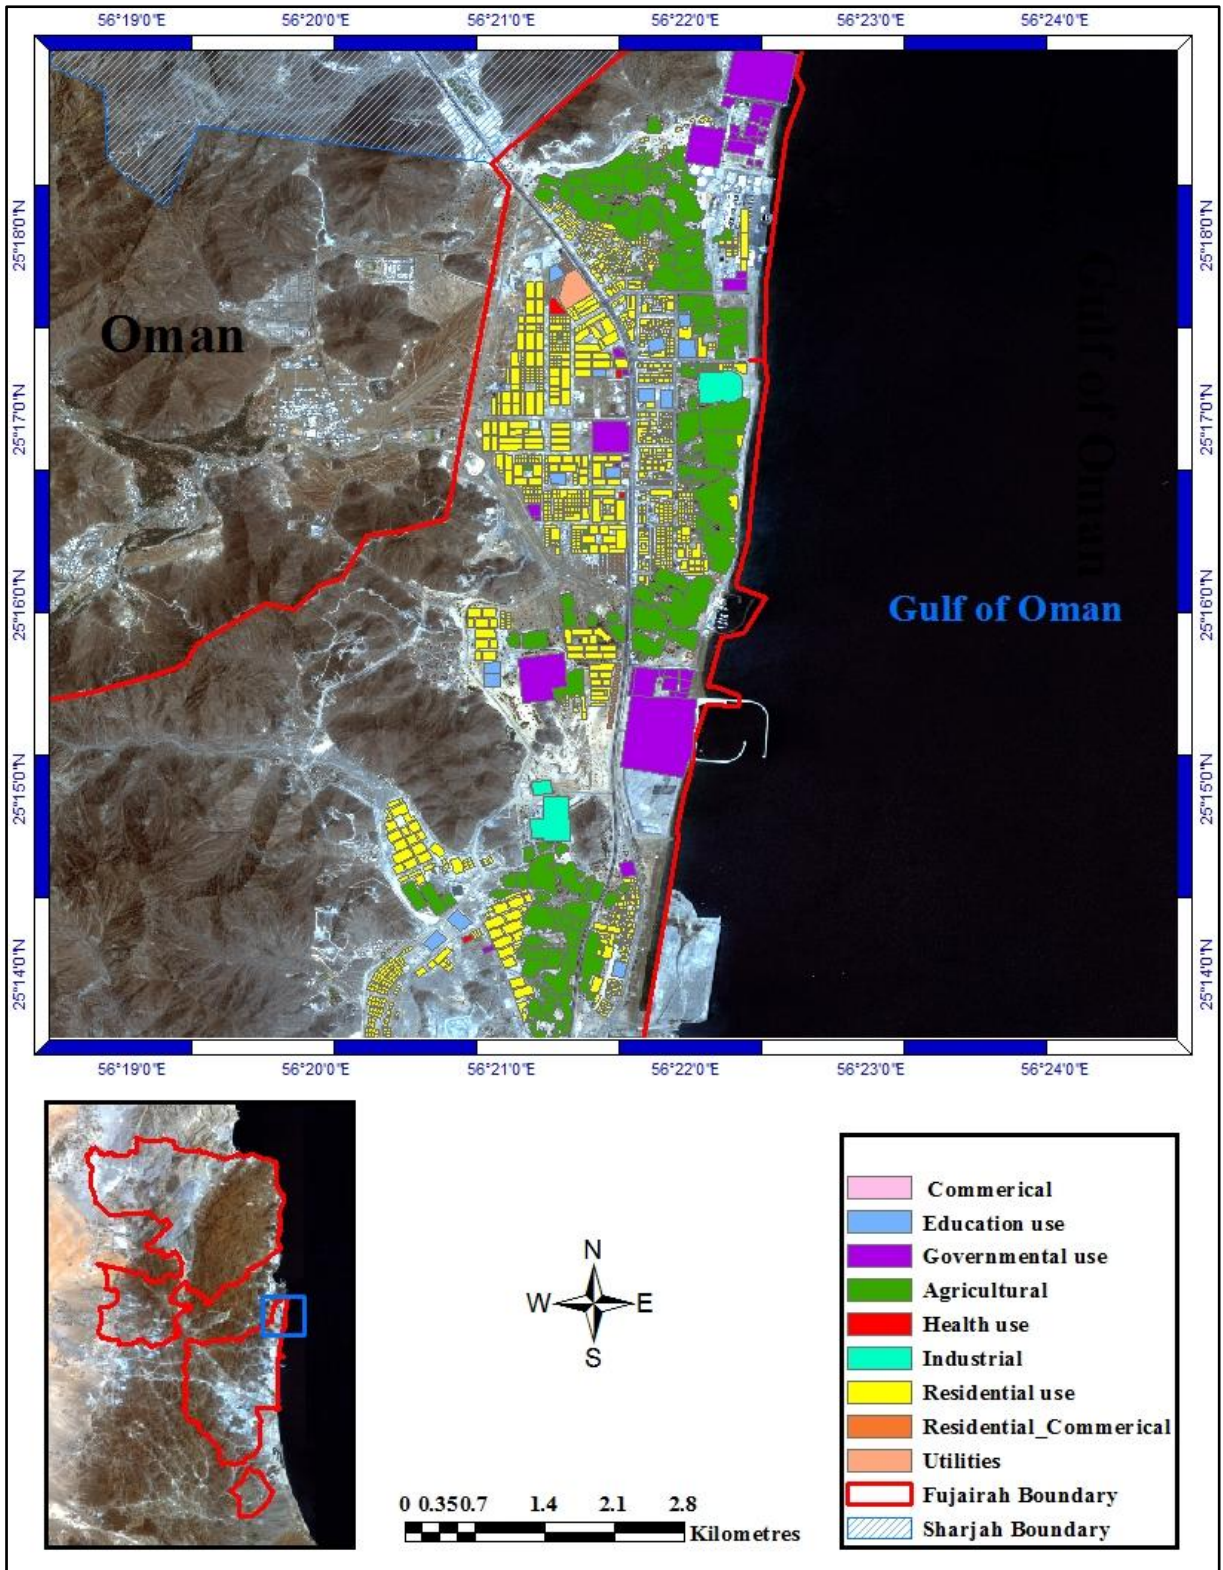 56°19'0"E 56°20'0"E 56°21'0"E 56°22'0"E 56°23'0"E 56°24'0"E
25°18'0"N
25°18'0"N
Oman
Gulf of Oman
25°17'0"N
25°17'0"N
25°16'0"N
25°16'0"N
Gulf of Oman
25°15'0"N
25°15'0"N
25°14'0"N
25°14'0"N
56°19'0"E 56°20'0"E 56°21'0"E 56°22'0"E 56°23'0"E 56°24'0"E
N
W E
S
0 0.35 0.7 1.4 2.1 2.8
Kilometres
Commerical
Education use
Governmental use
Agricultural
Health use
Industrial
Residential use
Residential_Commerical
Utilities
Fujairah Boundary
Sharjah Boundary